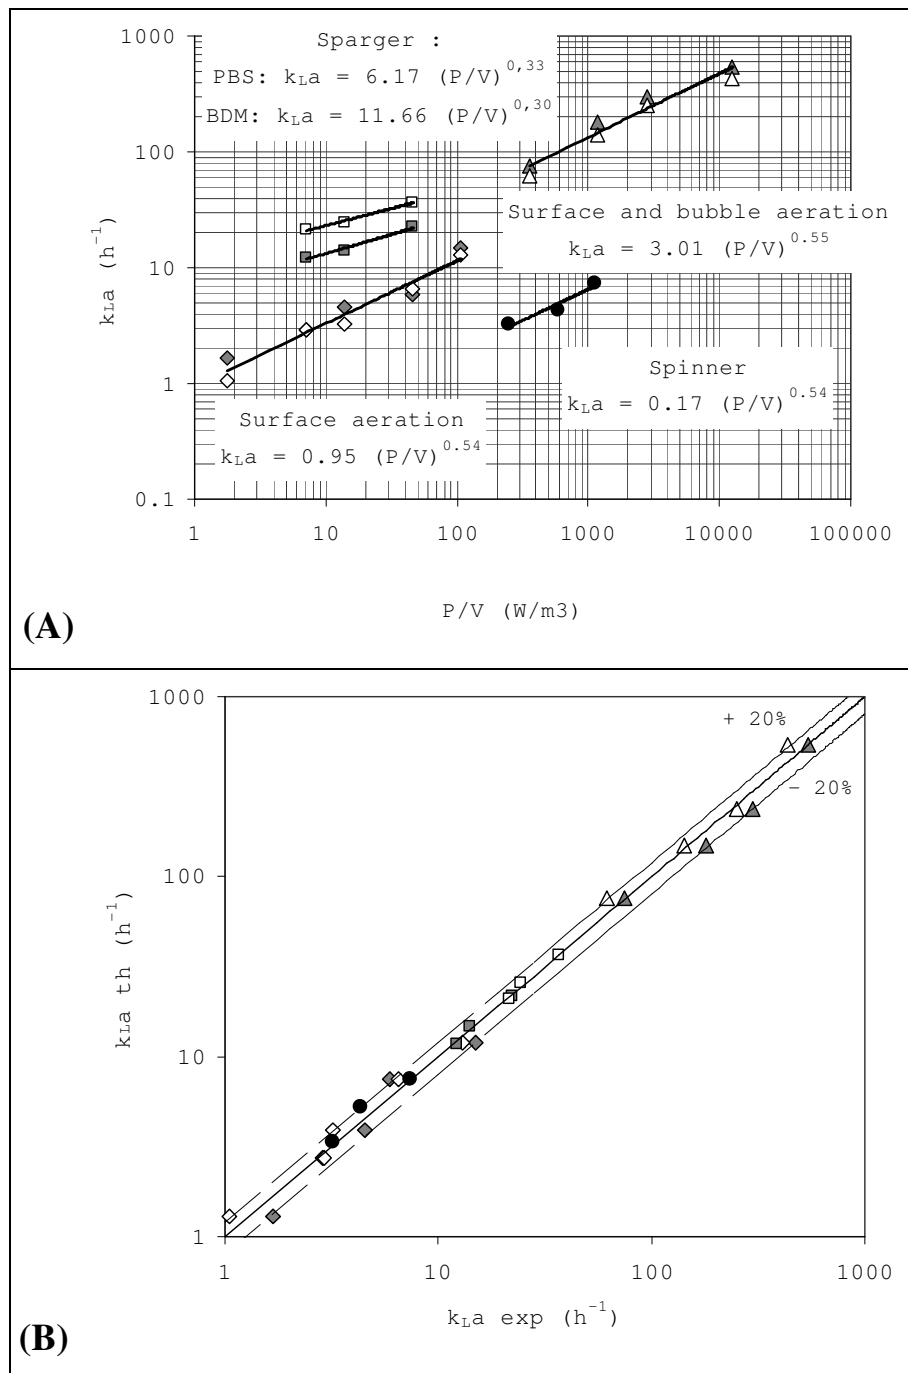 1000
100
10
1
0.1
kLa (h⁻¹)
Sparger :
PBS: kLa = 6.17 (P/V)^0,33
BDM: kLa = 11.66 (P/V)^0,30
Surface and bubble aeration
kLa = 3.01 (P/V)^0.55
Spinner
kLa = 0.17 (P/V)^0.54
Surface aeration
kLa = 0.95 (P/V)^0.54
1 10 100 1000 10000 100000
P/V (W/m3)
(A)
1000
100
10
1
kLa th (h⁻¹)
+ 20%
- 20%
1 10 100 1000
kLa exp (h⁻¹)
(B)